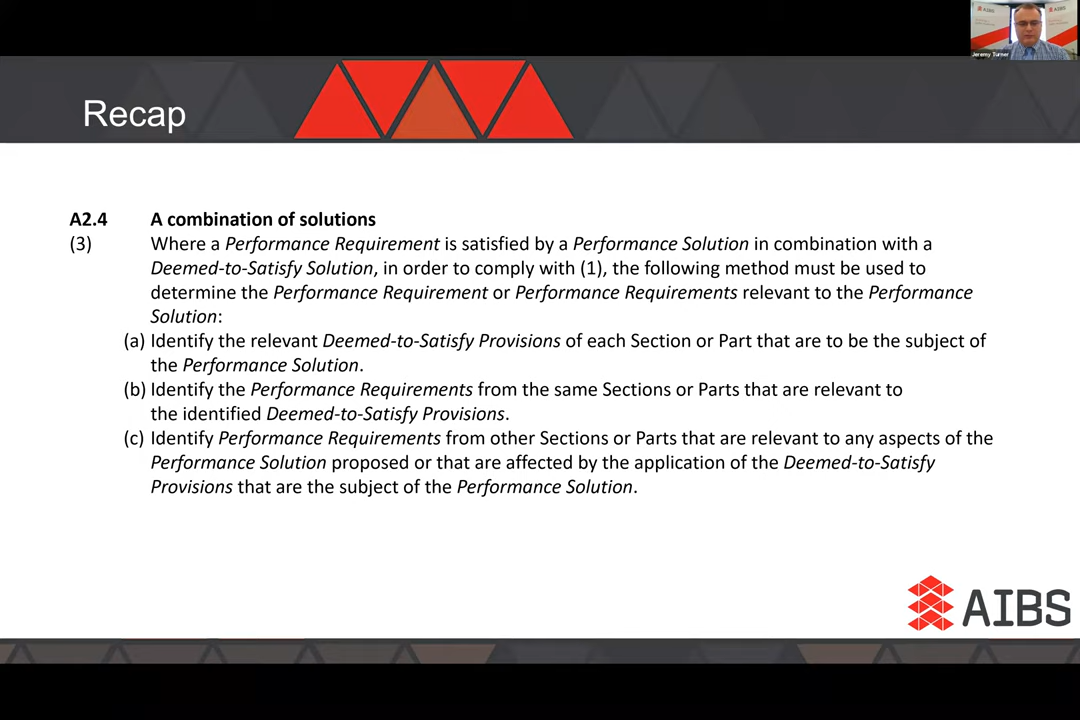 AIBS
AIBS
Jeremy Turner
Recap
A2.4 A combination of solutions
(3) Where a Performance Requirement is satisfied by a Performance Solution in combination with a
Deemed-to-Satisfy Solution, in order to comply with (1), the following method must be used to
determine the Performance Requirement or Performance Requirements relevant to the Performance
Solution:
(a) Identify the relevant Deemed-to-Satisfy Provisions of each Section or Part that are to be the subject of
the Performance Solution.
(b) Identify the Performance Requirements from the same Sections or Parts that are relevant to
the identified Deemed-to-Satisfy Provisions.
(c) Identify Performance Requirements from other Sections or Parts that are relevant to any aspects of the
Performance Solution proposed or that are affected by the application of the Deemed-to-Satisfy
Provisions that are the subject of the Performance Solution.
AIBS